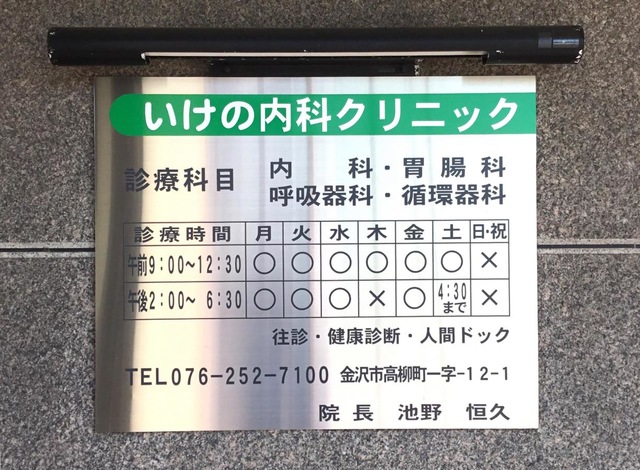 いけの内科クリニック
診療科目 内 科・胃腸科
呼吸器科・循環器科
診療時間 月 火 水 木 金 土 日・祝
午前9:00～12:30 ○ ○ ○ ○ ○ ○ ×
午後2:00～ 6:30 ○ ○ ○ × ○ 4:30まで ×
往診・健康診断・人間ドック
TEL076-252-7100 金沢市高柳町一字-12-1
院長 池野 恒久